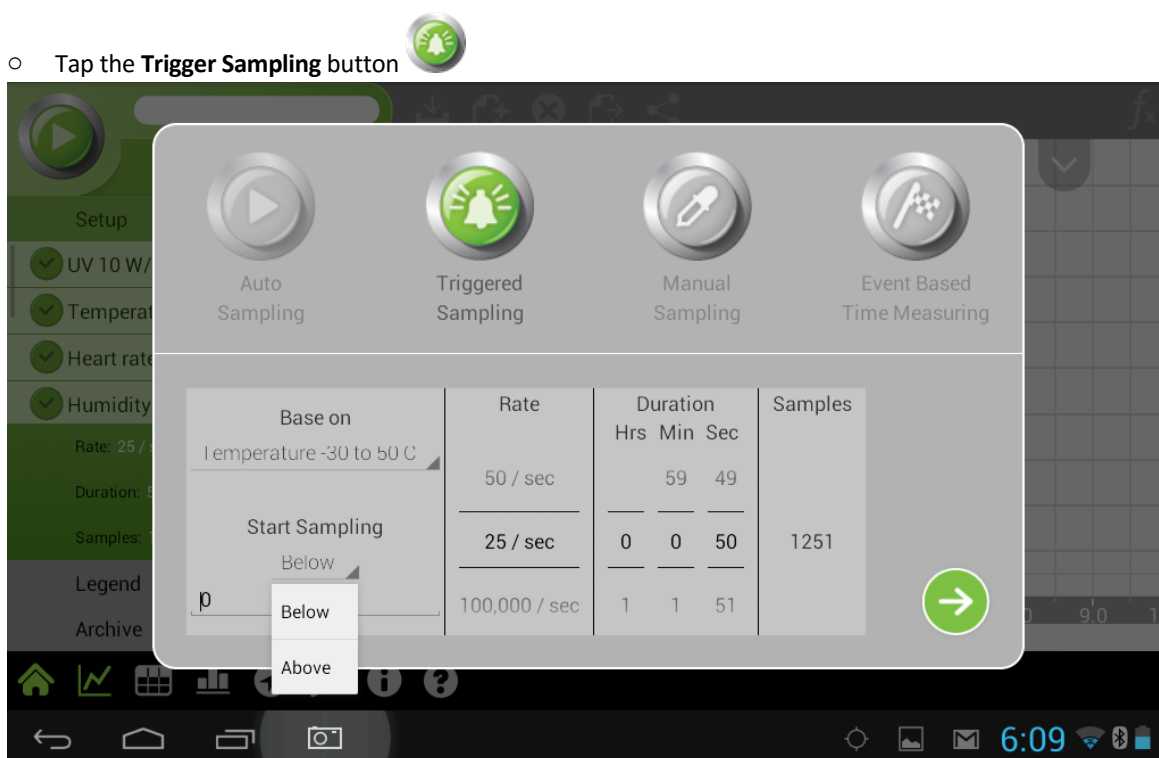 ○ Tap the Trigger Sampling button
Setup
UV 10 W/
Temperat
Heart rate
Humidity
Rate: 25 /
Duration:
Samples:
Legend
Archive
Auto
Sampling
Triggered
Sampling
Manual
Sampling
Event Based
Time Measuring
Base on
Temperature -30 to 50 C
Start Sampling
Below
0
Below
Above
Rate
50 / sec
25 / sec
100,000 / sec
Duration
Hrs Min Sec
59 49
0 0 50
1 1 51
Samples
1251
fx
9.0
6:09